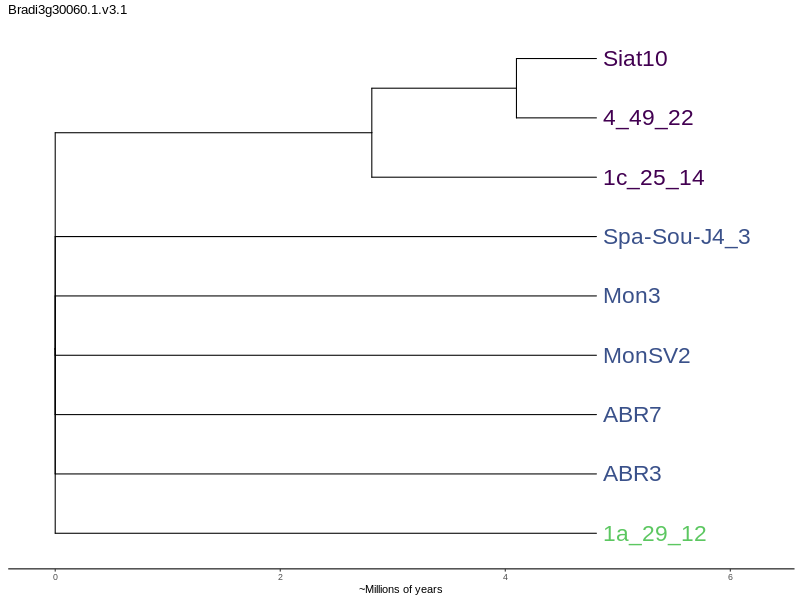 Bradi3g30060.1.v3.1
Siat10
4_49_22
1c_25_14
Spa-Sou-J4_3
Mon3
MonSV2
ABR7
ABR3
1a_29_12
0 2 4 6
~Millions of years